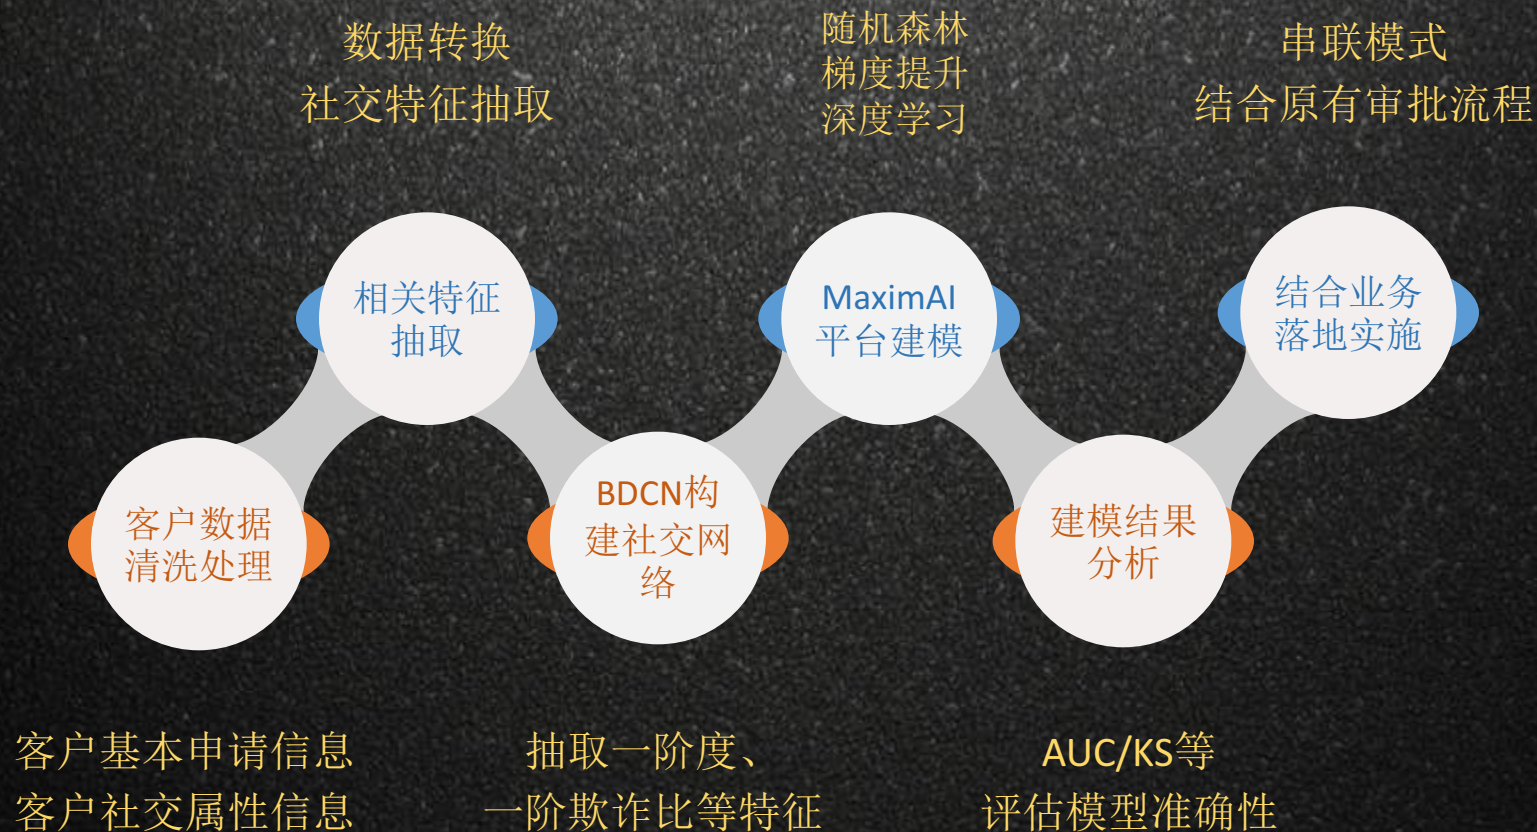 数据转换
社交特征抽取
随机森林
梯度提升
深度学习
串联模式
结合原有审批流程
相关特征
抽取
MaximAI
平台建模
结合业务
落地实施
客户数据
清洗处理
BDCN构
建社交网
络
建模结果
分析
客户基本申请信息
客户社交属性信息
抽取一阶度、
一阶欺诈比等特征
AUC/KS等
评估模型准确性